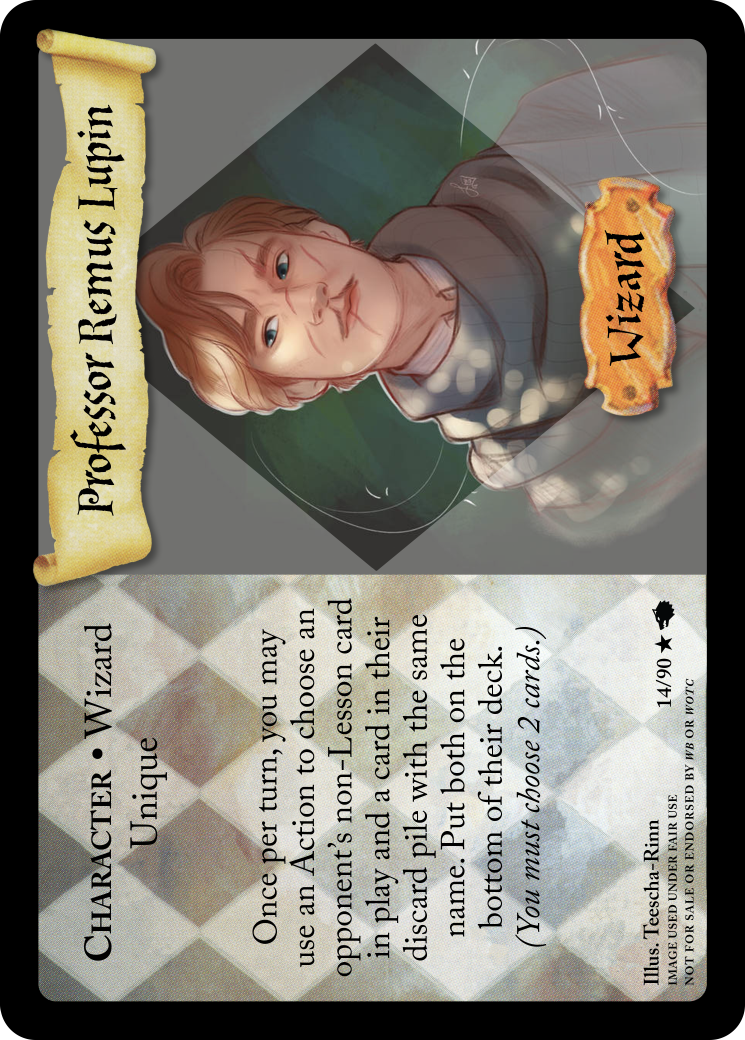 Professor Remus Lupin
Wizard
CHARACTER • Wizard
Unique
Once per turn, you may
use an Action to choose an
opponent's non-Lesson card
in play and a card in their
discard pile with the same
name. Put both on the
bottom of their deck.
(You must choose 2 cards.)
Illus. Teescha-Rinn
IMAGE USED UNDER FAIR USE
NOT FOR SALE OR ENDORSED BY WB OR WOTC
14/90 ★